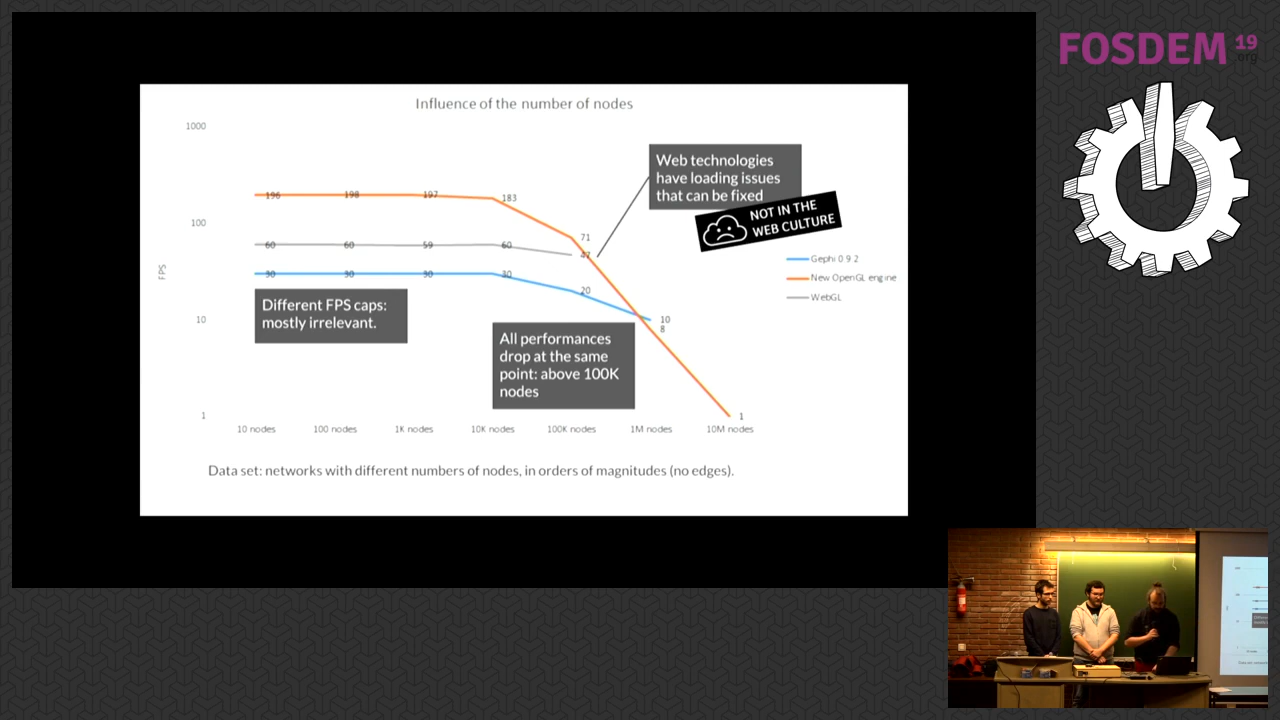 FOSDEM 19
.org
Influence of the number of nodes
1000
100
10
1
FPS
196
198
197
183
71
60
60
59
60
47
30
30
30
30
20
10
8
1
Web technologies
have loading issues
that can be fixed
NOT IN THE
WEB CULTURE
Gephi 0 9 2
New OpenGL engine
WebGL
Different FPS caps:
mostly irrelevant.
All performances
drop at the same
point: above 100K
nodes
10 nodes
100 nodes
1K nodes
10K nodes
100K nodes
1M nodes
10M nodes
Data set: networks with different numbers of nodes, in orders of magnitudes (no edges).